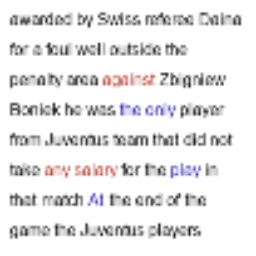 awarded by Swiss referee Daina
for a foul well outside the
penalty area against Zbigniew
Boniek he was the only player
from Juventus team that did not
take any salary for the play in
that match At the end of the
game the Juventus players